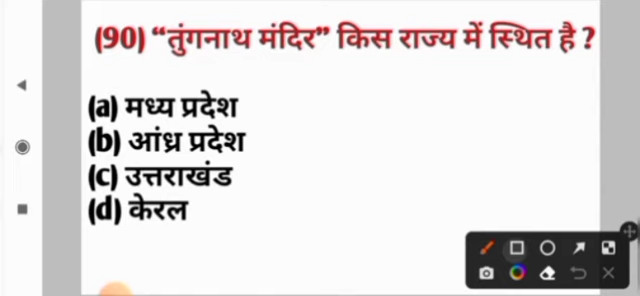 (90) “तुंगनाथ मंदिर” किस राज्य में स्थित है ?
(a) मध्य प्रदेश
(b) आंध्र प्रदेश
(c) उत्तराखंड
(d) केरल